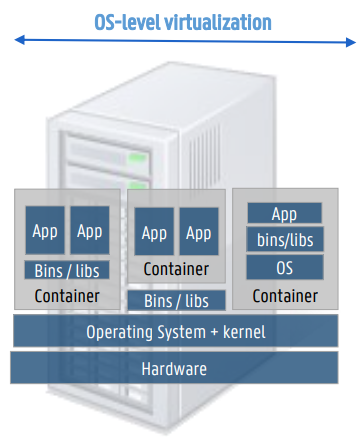 OS-level virtualization
App App
Bins / libs
Container
App App
Container
Bins / libs
App
bins/libs
OS
Container
Operating System + kernel
Hardware